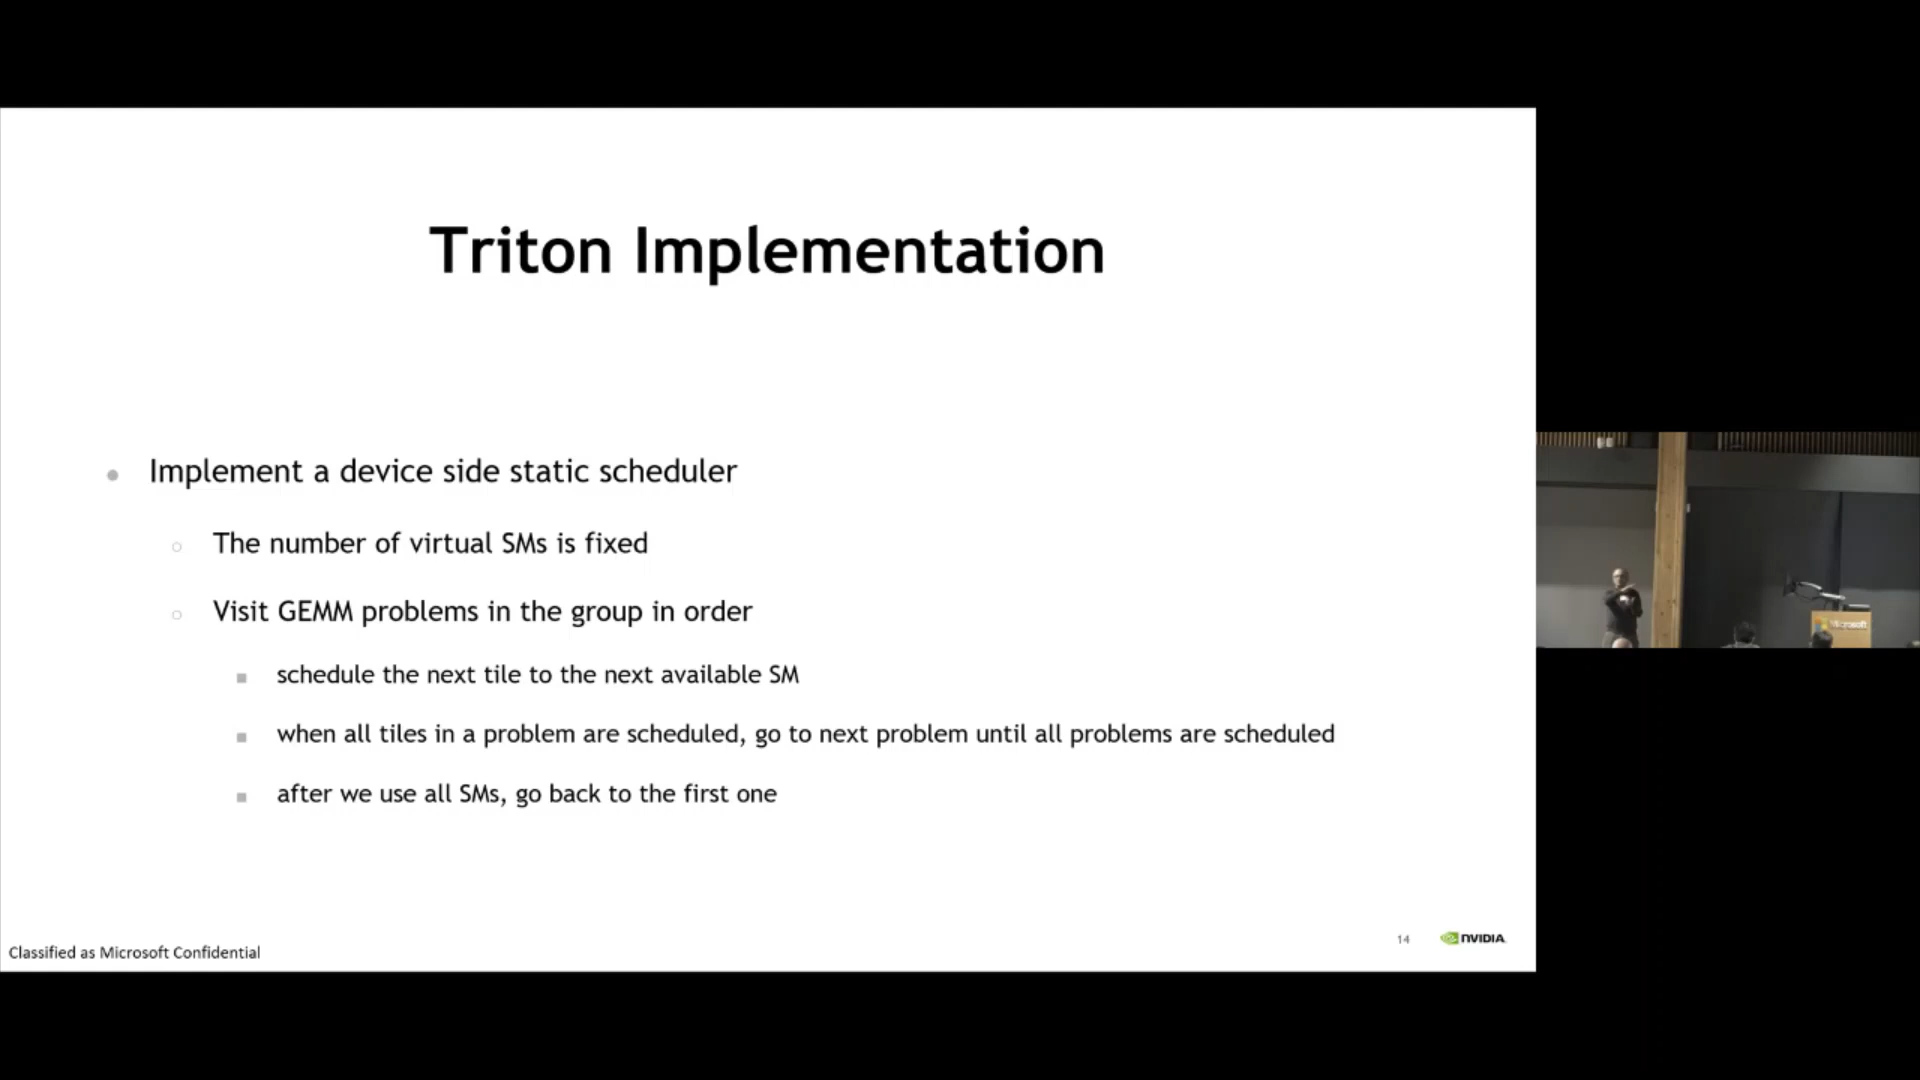 Triton Implementation
Implement a device side static scheduler
The number of virtual SMs is fixed
Visit GEMM problems in the group in order
schedule the next tile to the next available SM
when all tiles in a problem are scheduled, go to next problem until all problems are scheduled
after we use all SMs, go back to the first one
Microsoft
14
NVIDIA
Classified as Microsoft Confidential